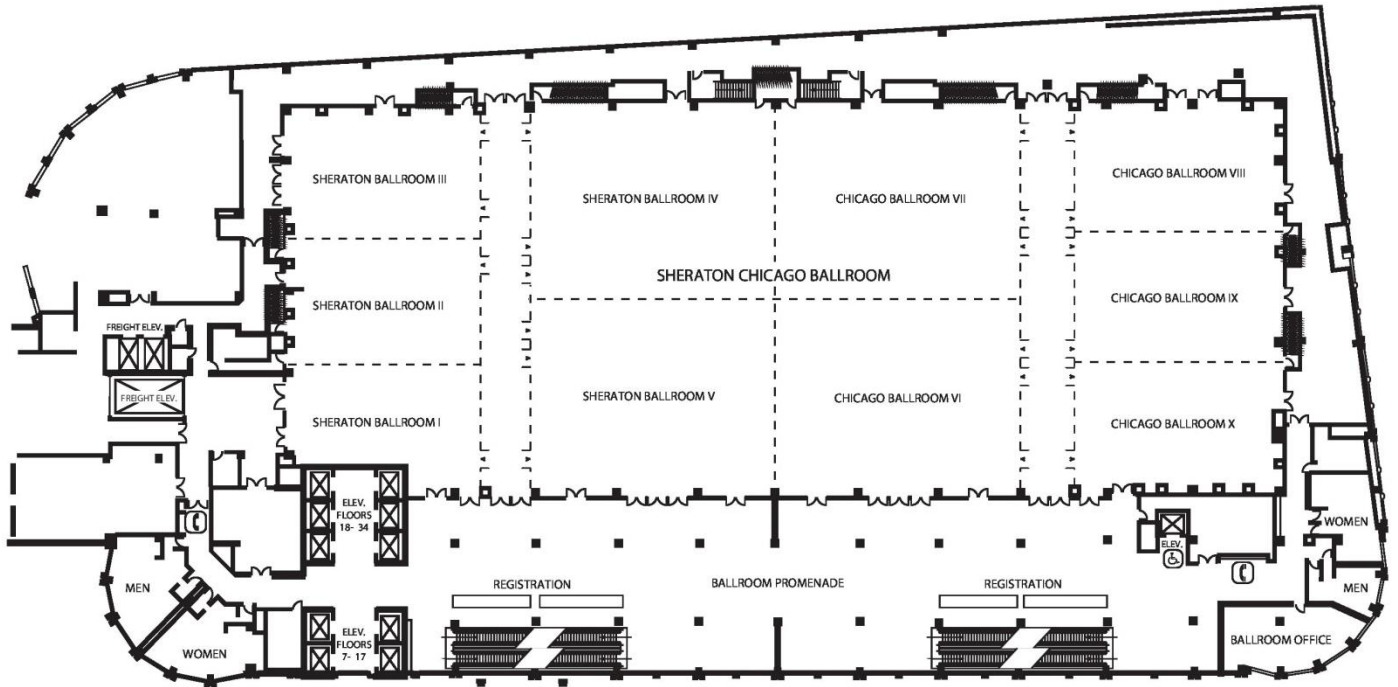 SHERATON BALLROOM III
SHERATON BALLROOM IV
CHICAGO BALLROOM VII
CHICAGO BALLROOM VIII
SHERATON CHICAGO BALLROOM
SHERATON BALLROOM II
CHICAGO BALLROOM IX
FREIGHT ELEV.
FREIGHT ELEV.
SHERATON BALLROOM V
CHICAGO BALLROOM VI
SHERATON BALLROOM I
CHICAGO BALLROOM X
ELEV.
FLOORS
18- 34
WOMEN
ELEV.
MEN
REGISTRATION
BALLROOM PROMENADE
REGISTRATION
MEN
WOMEN
ELEV.
FLOORS
7- 17
BALLROOM OFFICE